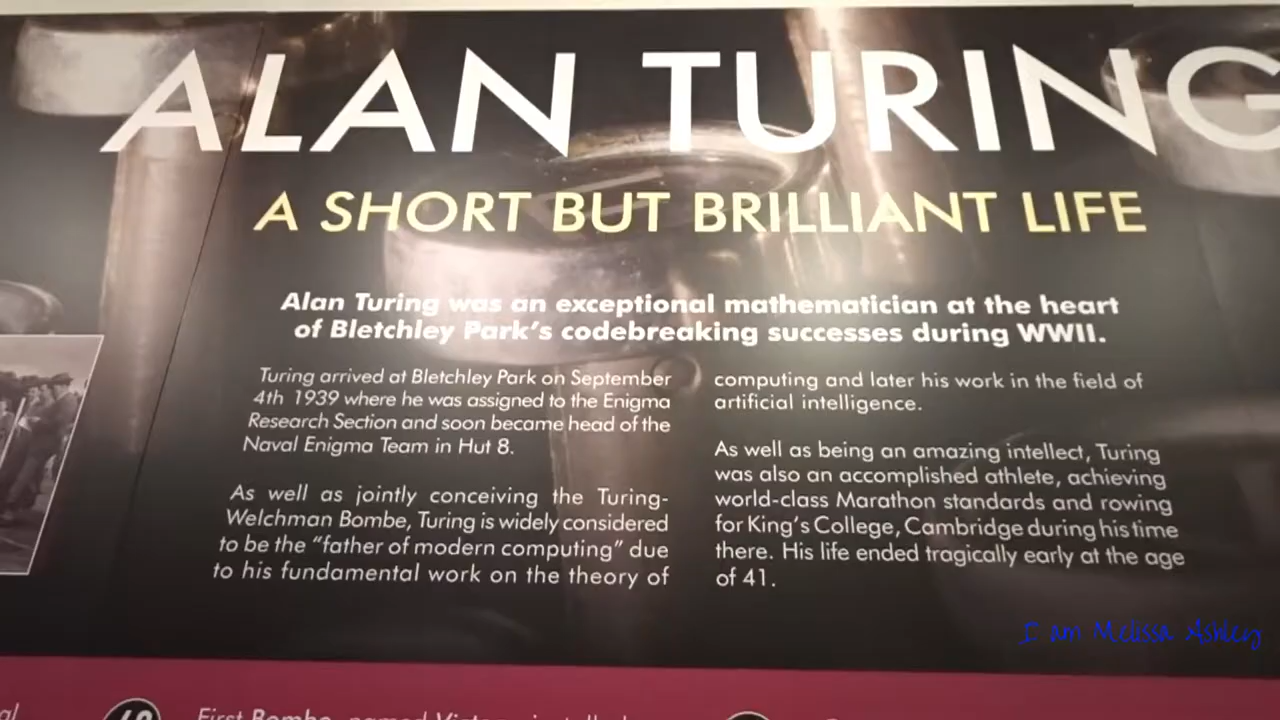 ALAN TURING
A SHORT BUT BRILLIANT LIFE
Alan Turing was an exceptional mathematician at the heart
of Bletchley Park's codebreaking successes during WWII.
Turing arrived at Bletchley Park on September
4th 1939 where he was assigned to the Enigma
Research Section and soon became head of the
Naval Enigma Team in Hut 8.
As well as jointly conceiving the Turing-
Welchman Bombe, Turing is widely considered
to be the “father of modern computing” due
to his fundamental work on the theory of
computing and later his work in the field of
artificial intelligence.
As well as being an amazing intellect, Turing
was also an accomplished athlete, achieving
world-class Marathon standards and rowing
for King's College, Cambridge during his time
there. His life ended tragically early at the age
of 41.
I am Melissa Ashley
First Bombe, named